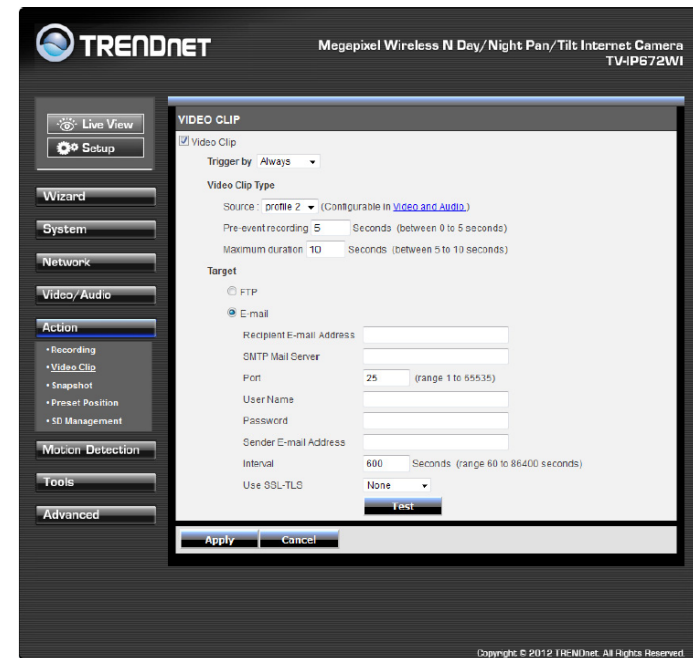 TRENDNET
Megapixel Wireless N Day/Night Pan/Tilt Internet Camera
TV-IP672WI
Live View
Setup
Wizard
System
Network
Video/Audio
Action
•Recording
•Video Clip
•Snapshot
•Preset Position
•SD Management
Motion Detection
Tools
Advanced
VIDEO CLIP
Video Clip
Trigger by Always
Video Clip Type
Source : profile 2 (Configurable in Video and Audio.)
Pre-event recording 5 Seconds (between 0 to 5 seconds)
Maximum duration 10 Seconds (between 5 to 10 seconds)
Target
FTP
E-mail
Recipient E-mail Address
SMTP Mail Server
Port 25 (range 1 to 65535)
User Name
Password
Sender E-mail Address
Interval 600 Seconds (range 60 to 86400 seconds)
Use SSL-TLS None
Test
Apply Cancel
Copyright © 2012 TRENDnet. All Rights Reserved.